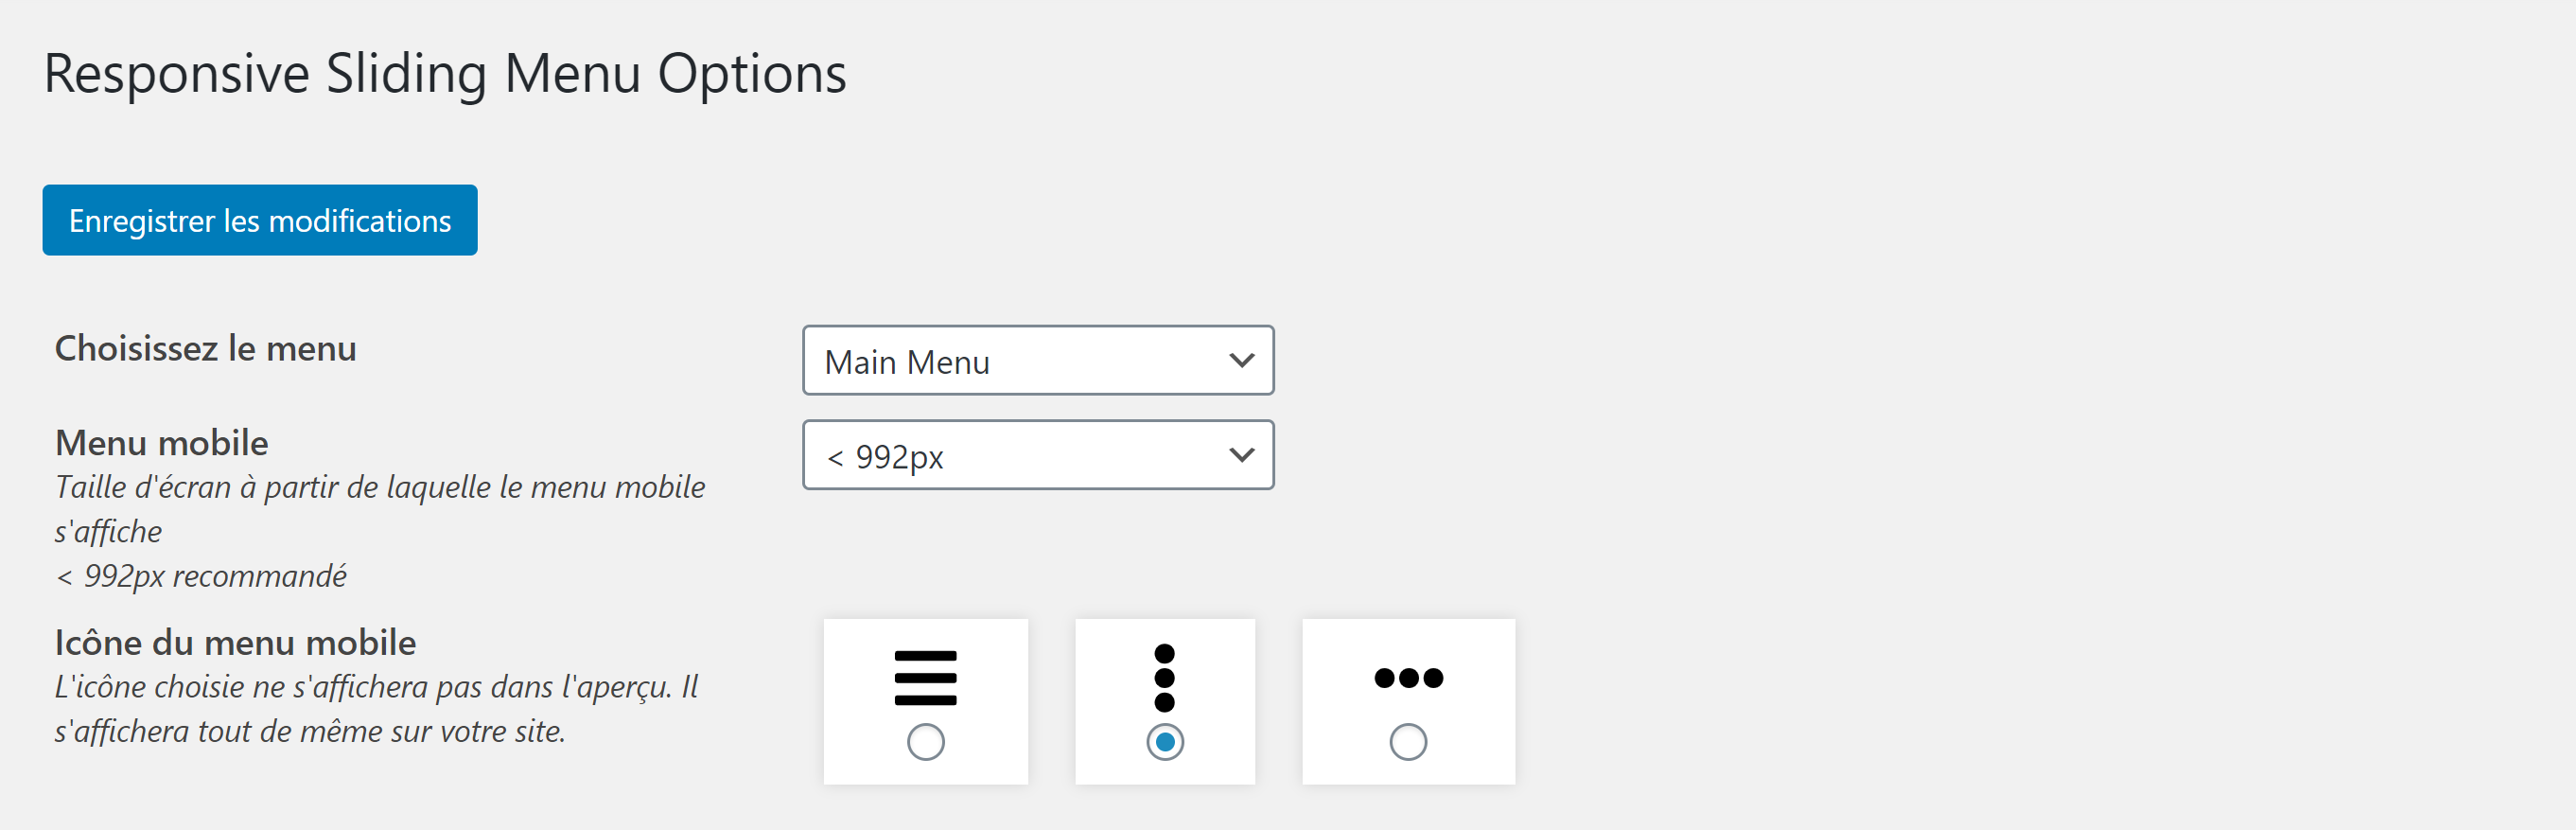 Responsive Sliding Menu Options
Enregistrer les modifications
Choisissez le menu
Main Menu
Menu mobile
< 992px
Taille d'écran à partir de laquelle le menu mobile
s'affiche
< 992px recommandé
Icône du menu mobile
L'icône choisie ne s'affichera pas dans l'aperçu. Il
s'affichera tout de même sur votre site.